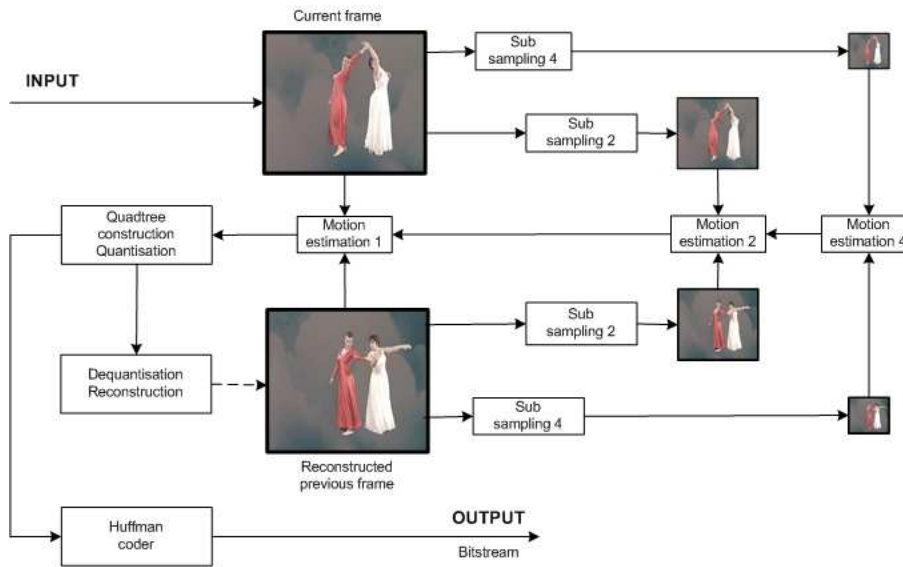 Current frame
Sub
sampling 4
INPUT
Sub
sampling 2
Quadtree
construction
Quantisation
Motion
estimation 1
Motion
estimation 2
Motion
estimation 4
Sub
sampling 2
Dequantisation
Reconstruction
Sub
sampling 4
Reconstructed
previous frame
Huffman
coder
OUTPUT
Bitstream